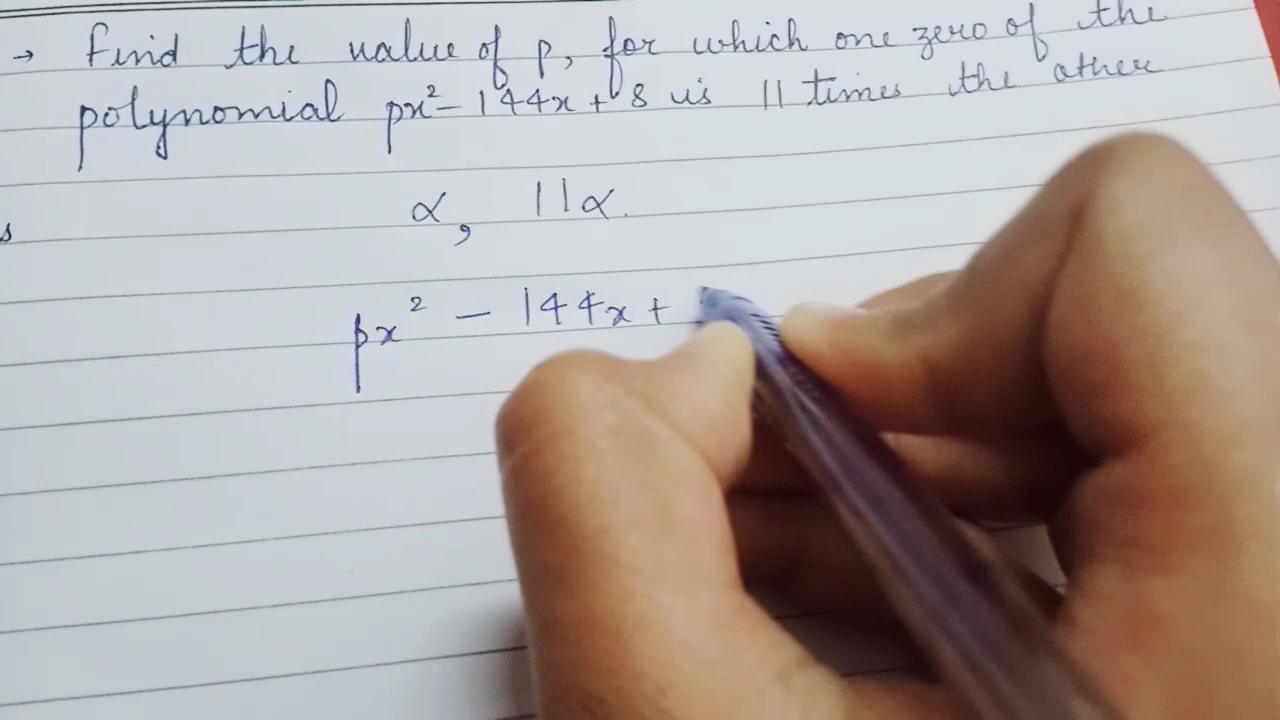 → Find the value of p, for which one zero of the
polynomial px² - 144x + 8 is 11 times the other
α, 11α.
s
px² - 144x +